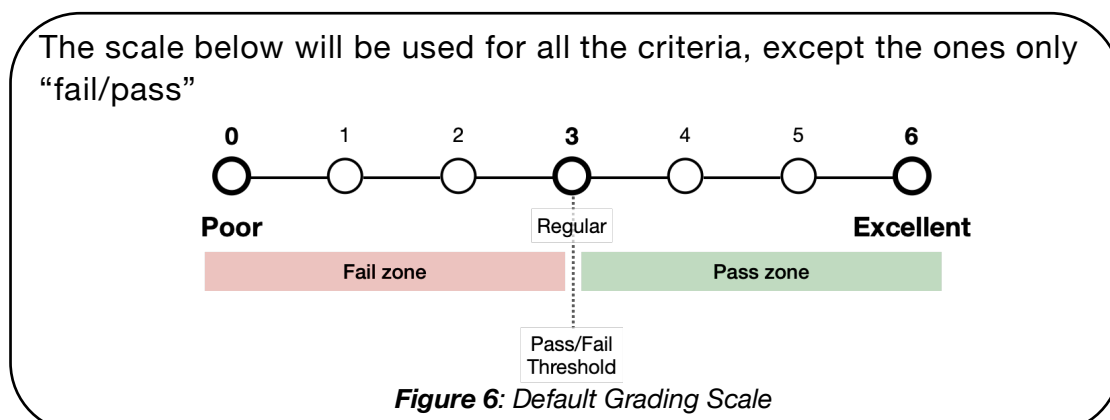 The scale below will be used for all the criteria, except the ones only
“fail/pass”
0 1 2 3 4 5 6
Poor Regular Excellent
Fail zone Pass zone
Pass/Fail
Threshold
Figure 6: Default Grading Scale